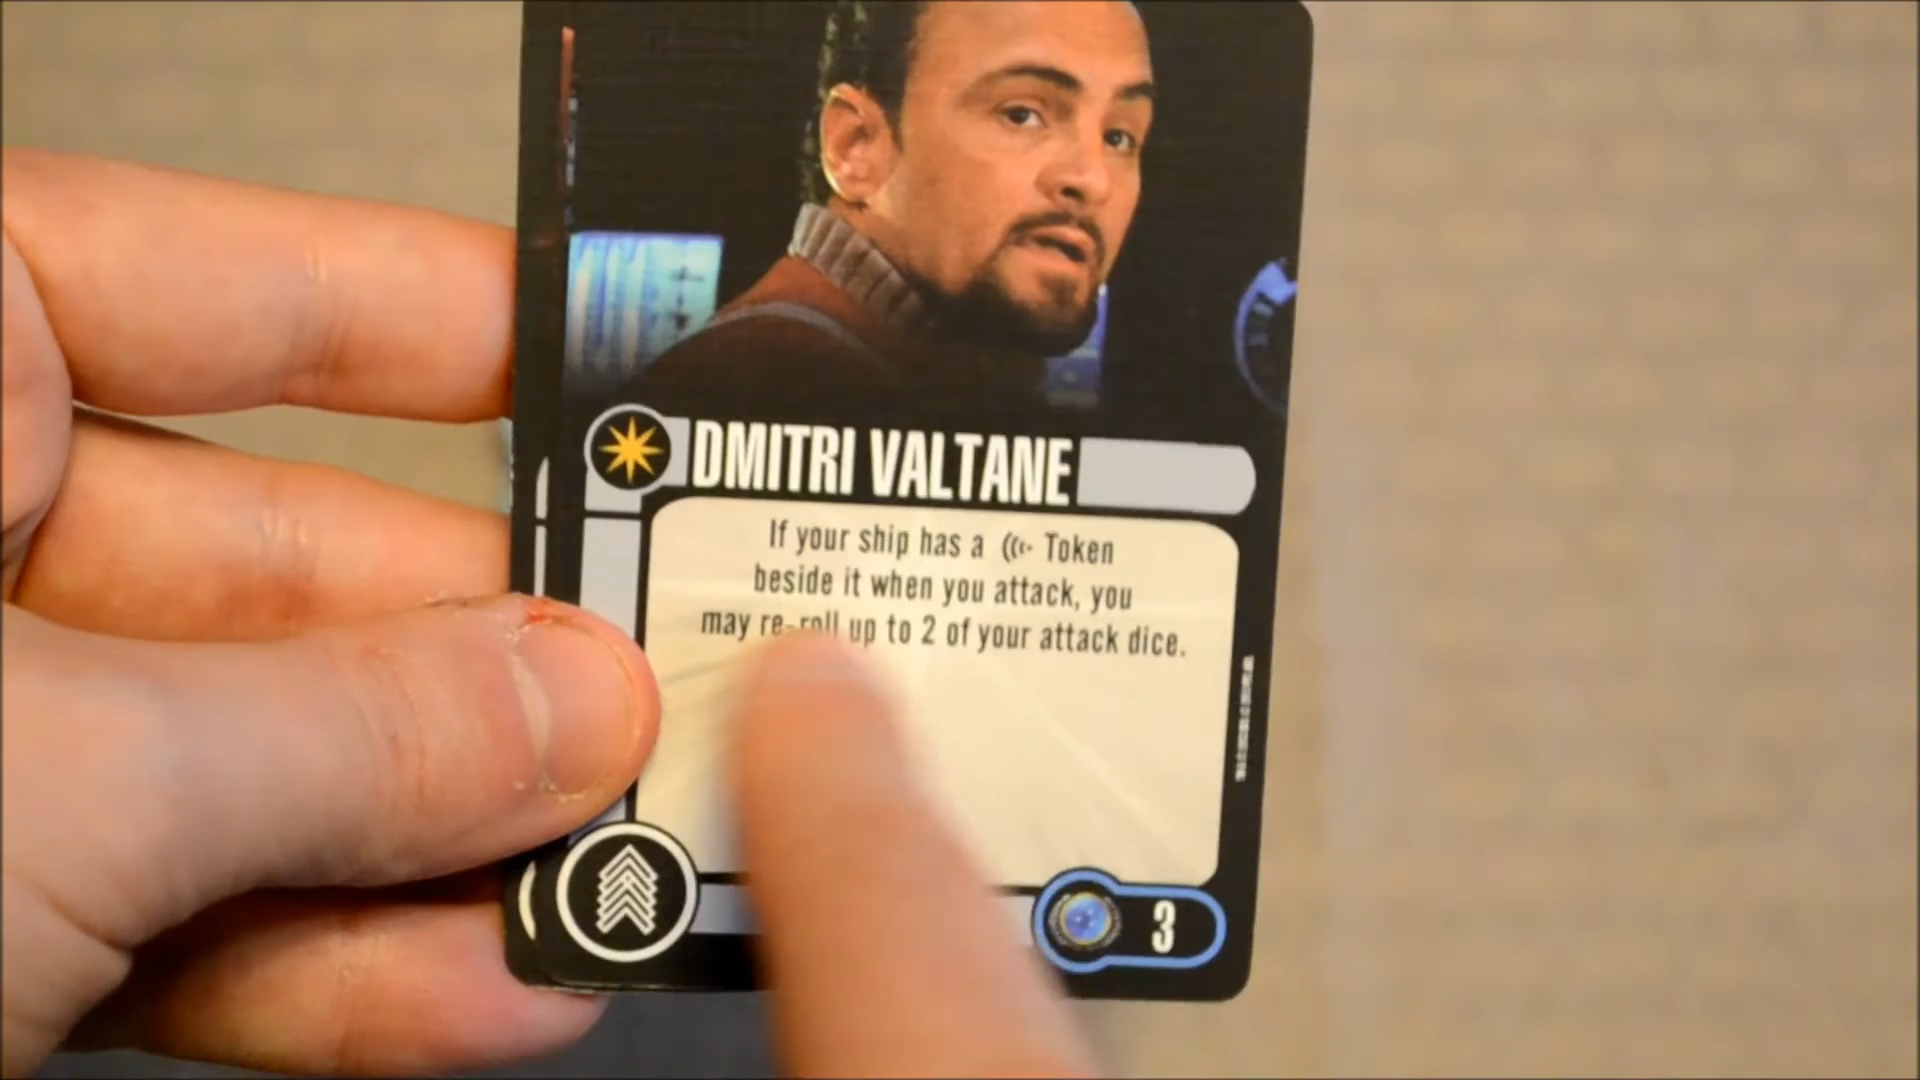 DMITRI VALTANE
If your ship has a Token
beside it when you attack, you
may re-roll up to 2 of your attack dice.
3